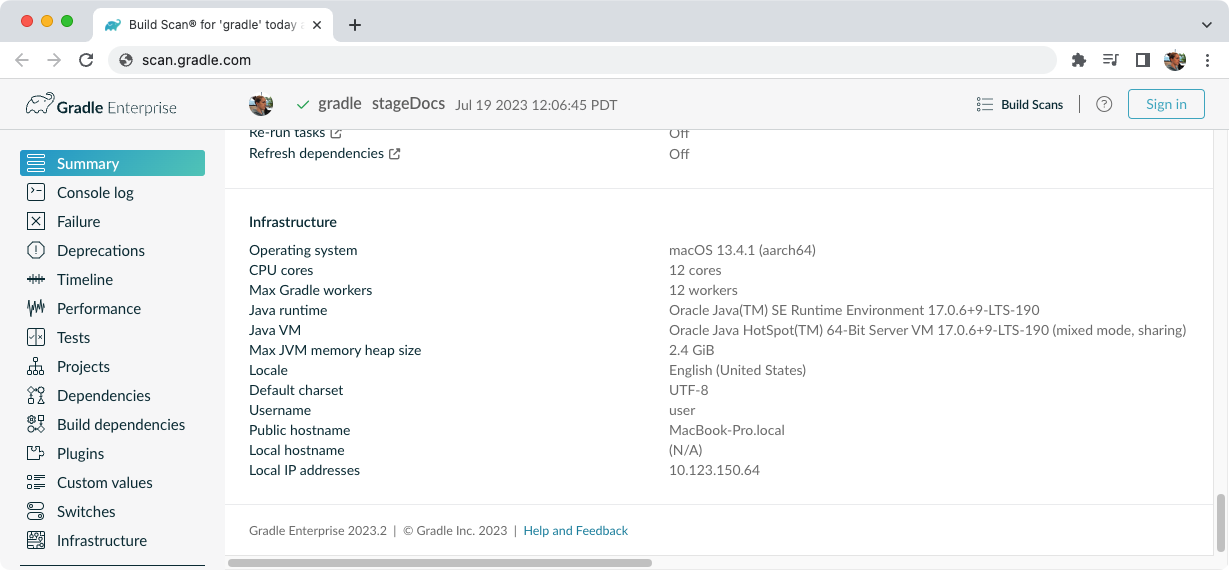 Build Scan® for 'gradle' today
scan.gradle.com
Gradle Enterprise
gradle stageDocs Jul 19 2023 12:06:45 PDT
Build Scans
Sign in
Summary
Console log
Failure
Deprecations
Timeline
Performance
Tests
Projects
Dependencies
Build dependencies
Plugins
Custom values
Switches
Infrastructure
Re-run tasks Off
Refresh dependencies Off
Infrastructure
Operating system macOS 13.4.1 (aarch64)
CPU cores 12 cores
Max Gradle workers 12 workers
Java runtime Oracle Java(TM) SE Runtime Environment 17.0.6+9-LTS-190
Java VM Oracle Java HotSpot(TM) 64-Bit Server VM 17.0.6+9-LTS-190 (mixed mode, sharing)
Max JVM memory heap size 2.4 GiB
Locale English (United States)
Default charset UTF-8
Username user
Public hostname MacBook-Pro.local
Local hostname (N/A)
Local IP addresses 10.123.150.64
Gradle Enterprise 2023.2 | © Gradle Inc. 2023 | Help and Feedback